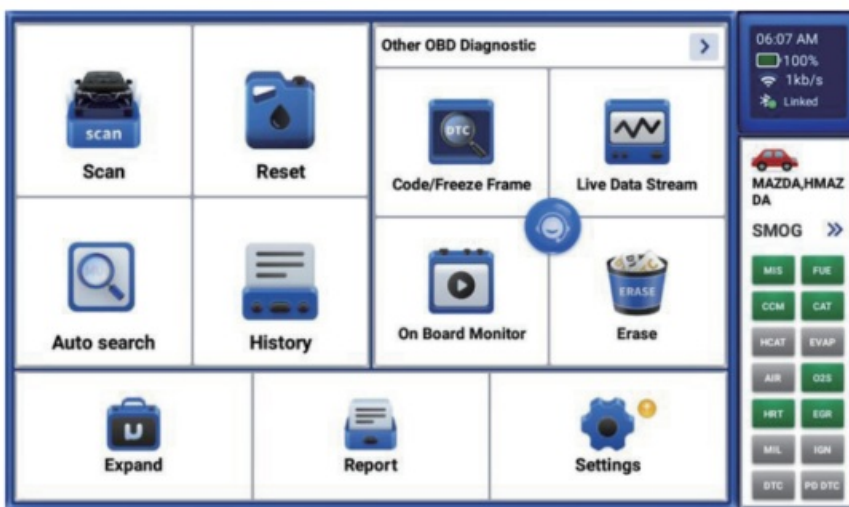 scan
Scan
Reset
Auto search
History
Other OBD Diagnostic
DTC
Code/Freeze Frame
Live Data Stream
On Board Monitor
ERASE
Erase
Expand
Report
Settings
06:07 AM
100%
1kb/s
Linked
MAZDA,HMAZ
DA
SMOG
MIS FUE
CCM CAT
HCAT EVAP
AIR O2S
HRT EGR
MIL IGN
DTC PD DTC